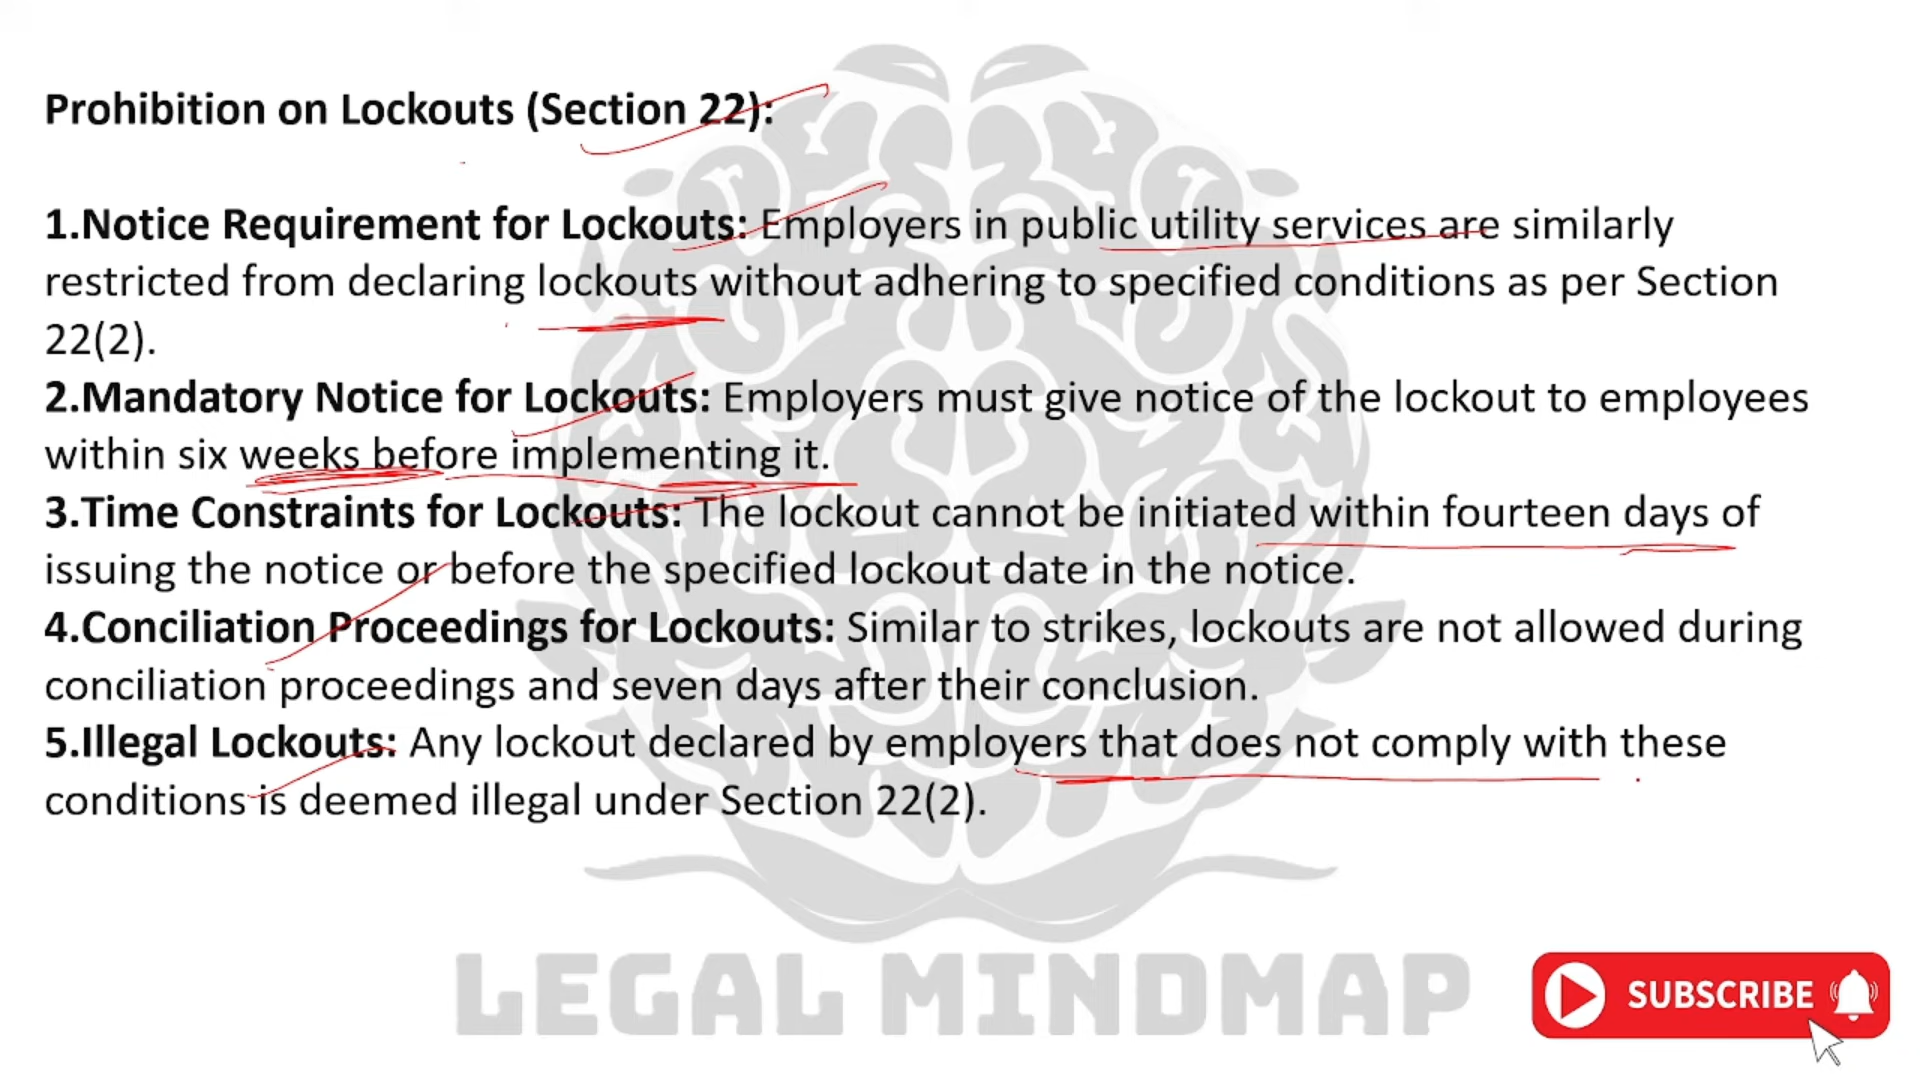 Prohibition on Lockouts (Section 22):
1.Notice Requirement for Lockouts: Employers in public utility services are similarly
restricted from declaring lockouts without adhering to specified conditions as per Section
22(2).
2.Mandatory Notice for Lockouts: Employers must give notice of the lockout to employees
within six weeks before implementing it.
3.Time Constraints for Lockouts: The lockout cannot be initiated within fourteen days of
issuing the notice or before the specified lockout date in the notice.
4.Conciliation Proceedings for Lockouts: Similar to strikes, lockouts are not allowed during
conciliation proceedings and seven days after their conclusion.
5.Illegal Lockouts: Any lockout declared by employers that does not comply with these
conditions is deemed illegal under Section 22(2).
LEGAL MINDMAP
SUBSCRIBE